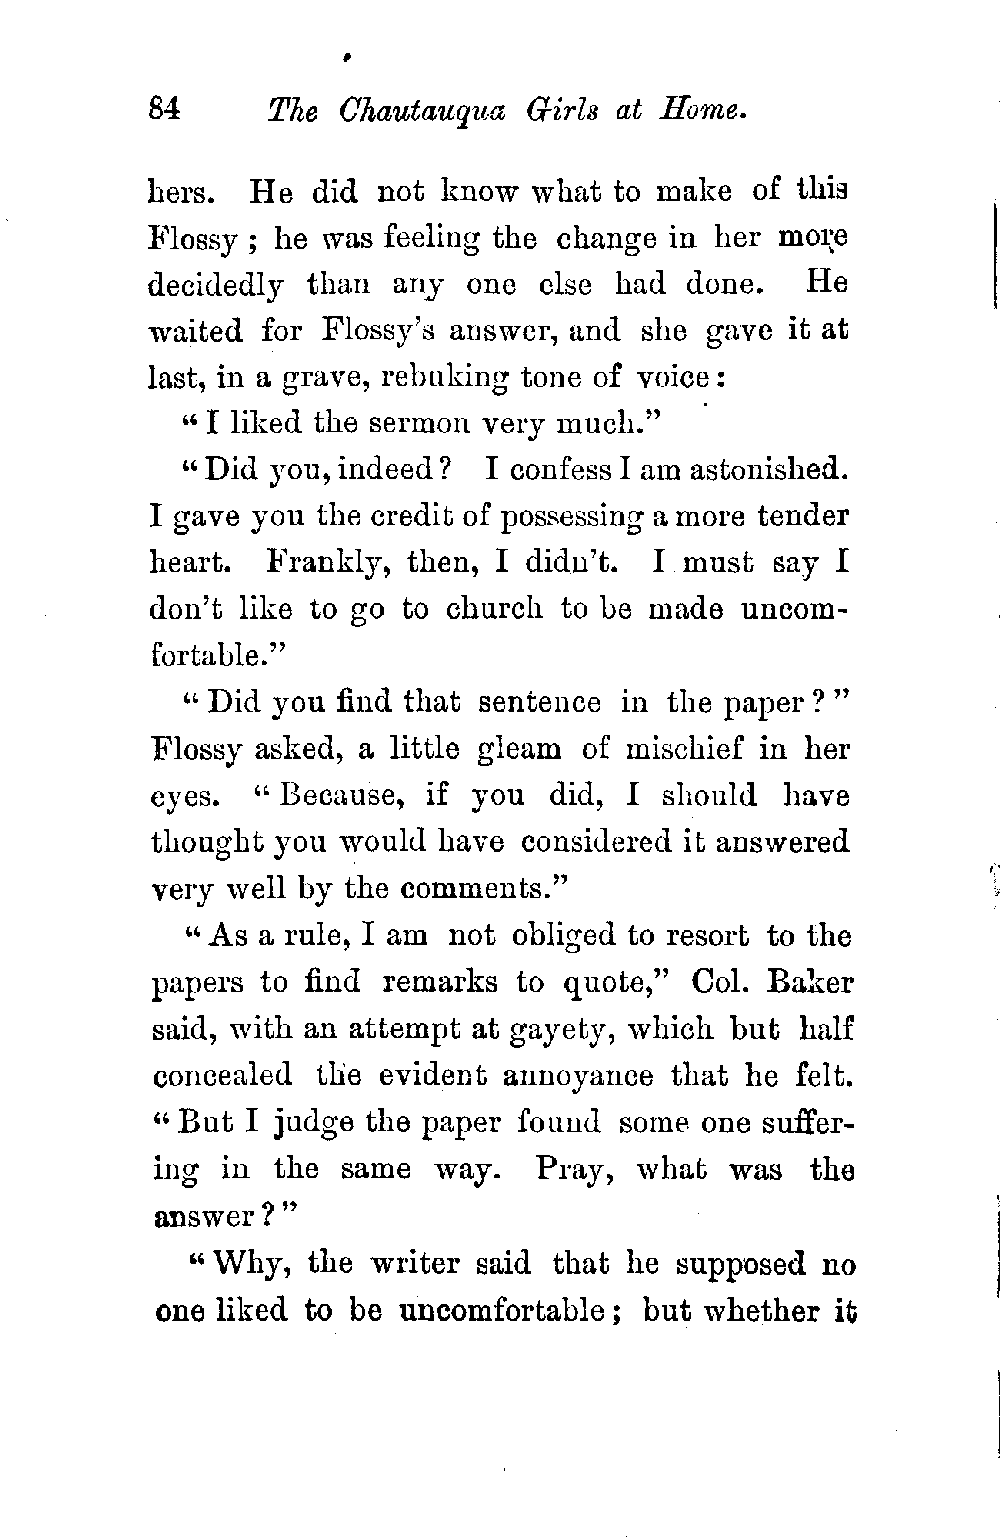 84 The Chautauqua Girls at Home.
hers. He did not know what to make of this
Flossy ; he was feeling the change in her more
decidedly than any one else had done. He
waited for Flossy's answer, and she gave it at
last, in a grave, rebuking tone of voice :
“ I liked the sermon very much.”
“ Did you, indeed ? I confess I am astonished.
I gave you the credit of possessing a more tender
heart. Frankly, then, I didn't. I must say I
don't like to go to church to be made uncom-
fortable.”
“ Did you find that sentence in the paper ? ”
Flossy asked, a little gleam of mischief in her
eyes. “ Because, if you did, I should have
thought you would have considered it answered
very well by the comments.”
“ As a rule, I am not obliged to resort to the
papers to find remarks to quote,” Col. Baker
said, with an attempt at gayety, which but half
concealed the evident annoyance that he felt.
“ But I judge the paper found some one suffer-
ing in the same way. Pray, what was the
answer ? ”
“ Why, the writer said that he supposed no
one liked to be uncomfortable ; but whether it